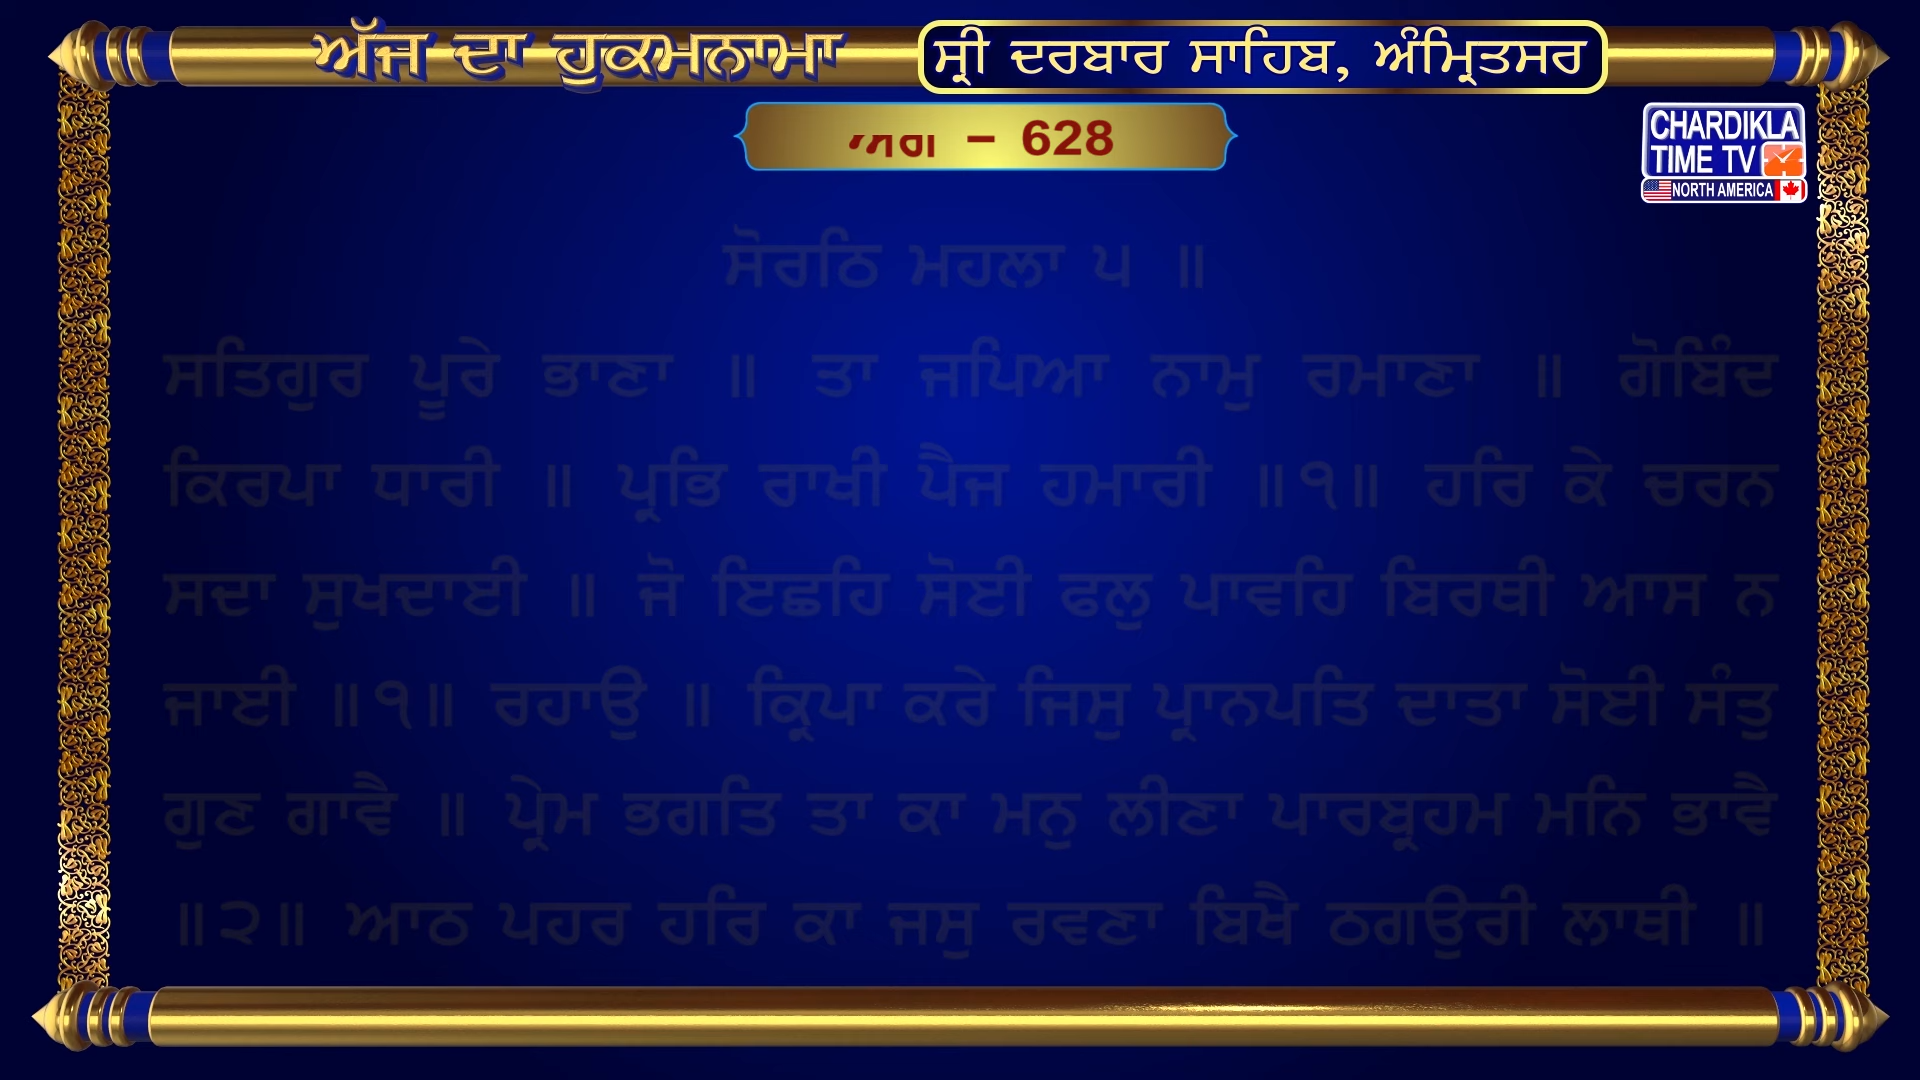 ਅੱਜ ਦਾ ਹੁਕਮਨਾਮਾ
ਸ੍ਰੀ ਦਰਬਾਰ ਸਾਹਿਬ, ਅੰਮ੍ਰਿਤਸਰ
ਅੰਗ – 628
CHARDIKLA
TIME TV
NORTH AMERICA
ਸੋਰਠਿ ਮਹਲਾ ੫ ॥
ਸਤਿਗੁਰ ਪੂਰੇ ਭਾਣਾ ॥ ਤਾ ਜਪਿਆ ਨਾਮੁ ਰਮਾਣਾ ॥ ਗੋਬਿੰਦ
ਕਿਰਪਾ ਧਾਰੀ ॥ ਪ੍ਰਭਿ ਰਾਖੀ ਪੈਜ ਹਮਾਰੀ ॥੧॥ ਹਰਿ ਕੇ ਚਰਨ
ਸਦਾ ਸੁਖਦਾਈ ॥ ਜੋ ਇਛਹਿ ਸੋਈ ਫਲੁ ਪਾਵਹਿ ਬਿਰਥੀ ਆਸ ਨ
ਜਾਈ ॥੧॥ ਰਹਾਉ ॥ ਕ੍ਰਿਪਾ ਕਰੇ ਜਿਸੁ ਪ੍ਰਾਨਪਤਿ ਦਾਤਾ ਸੋਈ ਸੰਤੁ
ਗੁਣ ਗਾਵੈ ॥ ਪ੍ਰੇਮ ਭਗਤਿ ਤਾ ਕਾ ਮਨੁ ਲੀਣਾ ਪਾਰਬ੍ਰਹਮ ਮਨਿ ਭਾਵੈ
॥੨॥ ਆਠ ਪਹਰ ਹਰਿ ਕਾ ਜਸੁ ਰਵਣਾ ਬਿਖੈ ਠਗਉਰੀ ਲਾਥੀ ॥